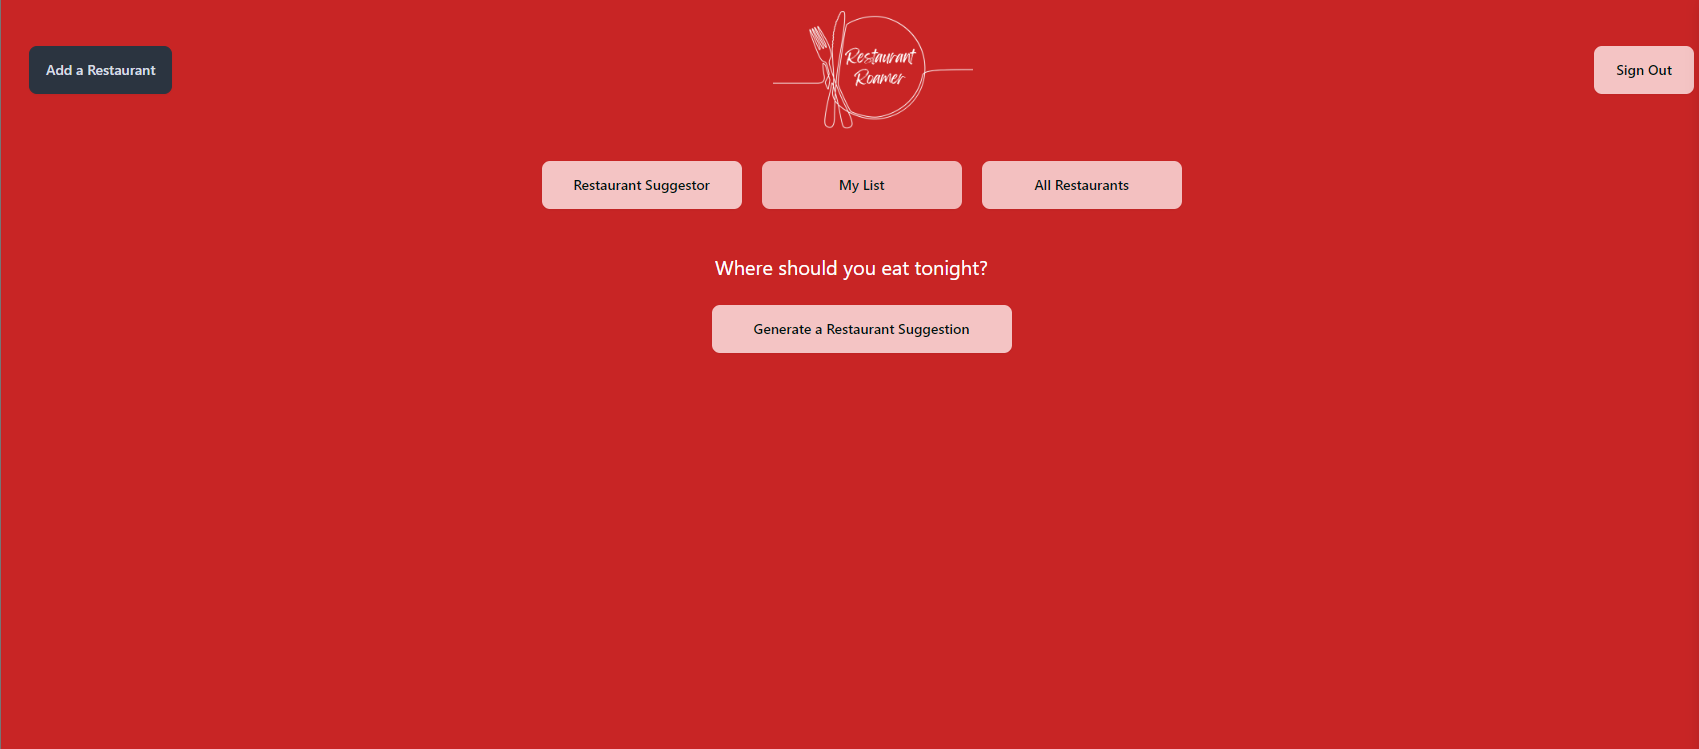 Add a Restaurant
Restaurant
Roamer
Sign Out
Restaurant Suggestor
My List
All Restaurants
Where should you eat tonight?
Generate a Restaurant Suggestion